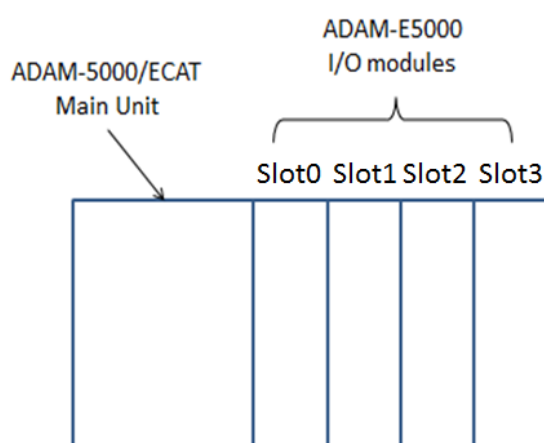 ADAM-E5000
I/O modules
ADAM-5000/ECAT
Main Unit
Slot0 Slot1 Slot2 Slot3